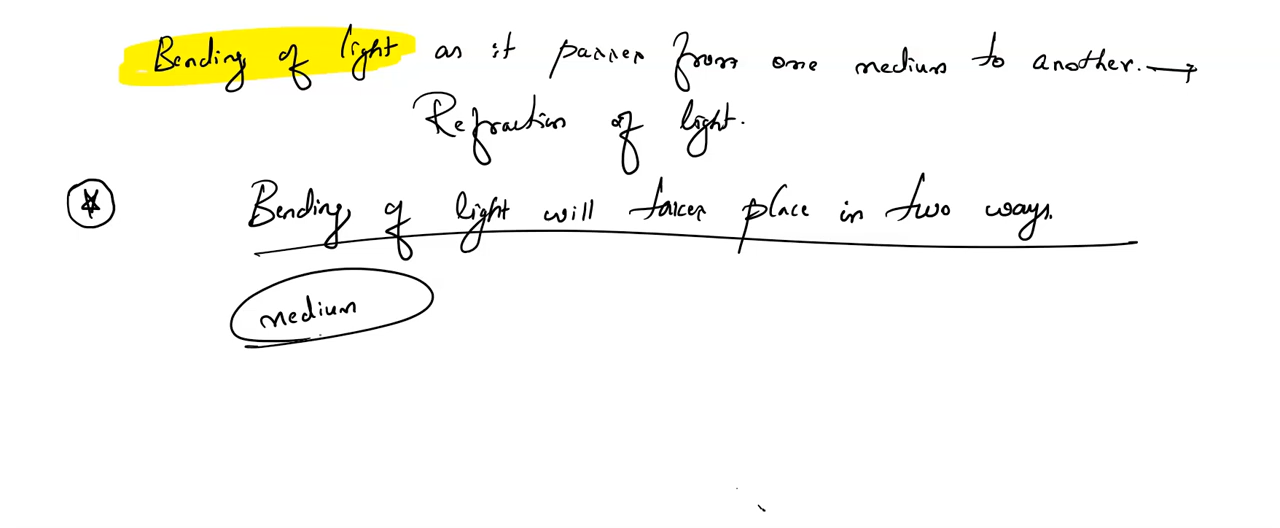 Bending of light as it passes from one medium to another. →
Refraction of light.
Bending of light will takes place in two ways.
medium